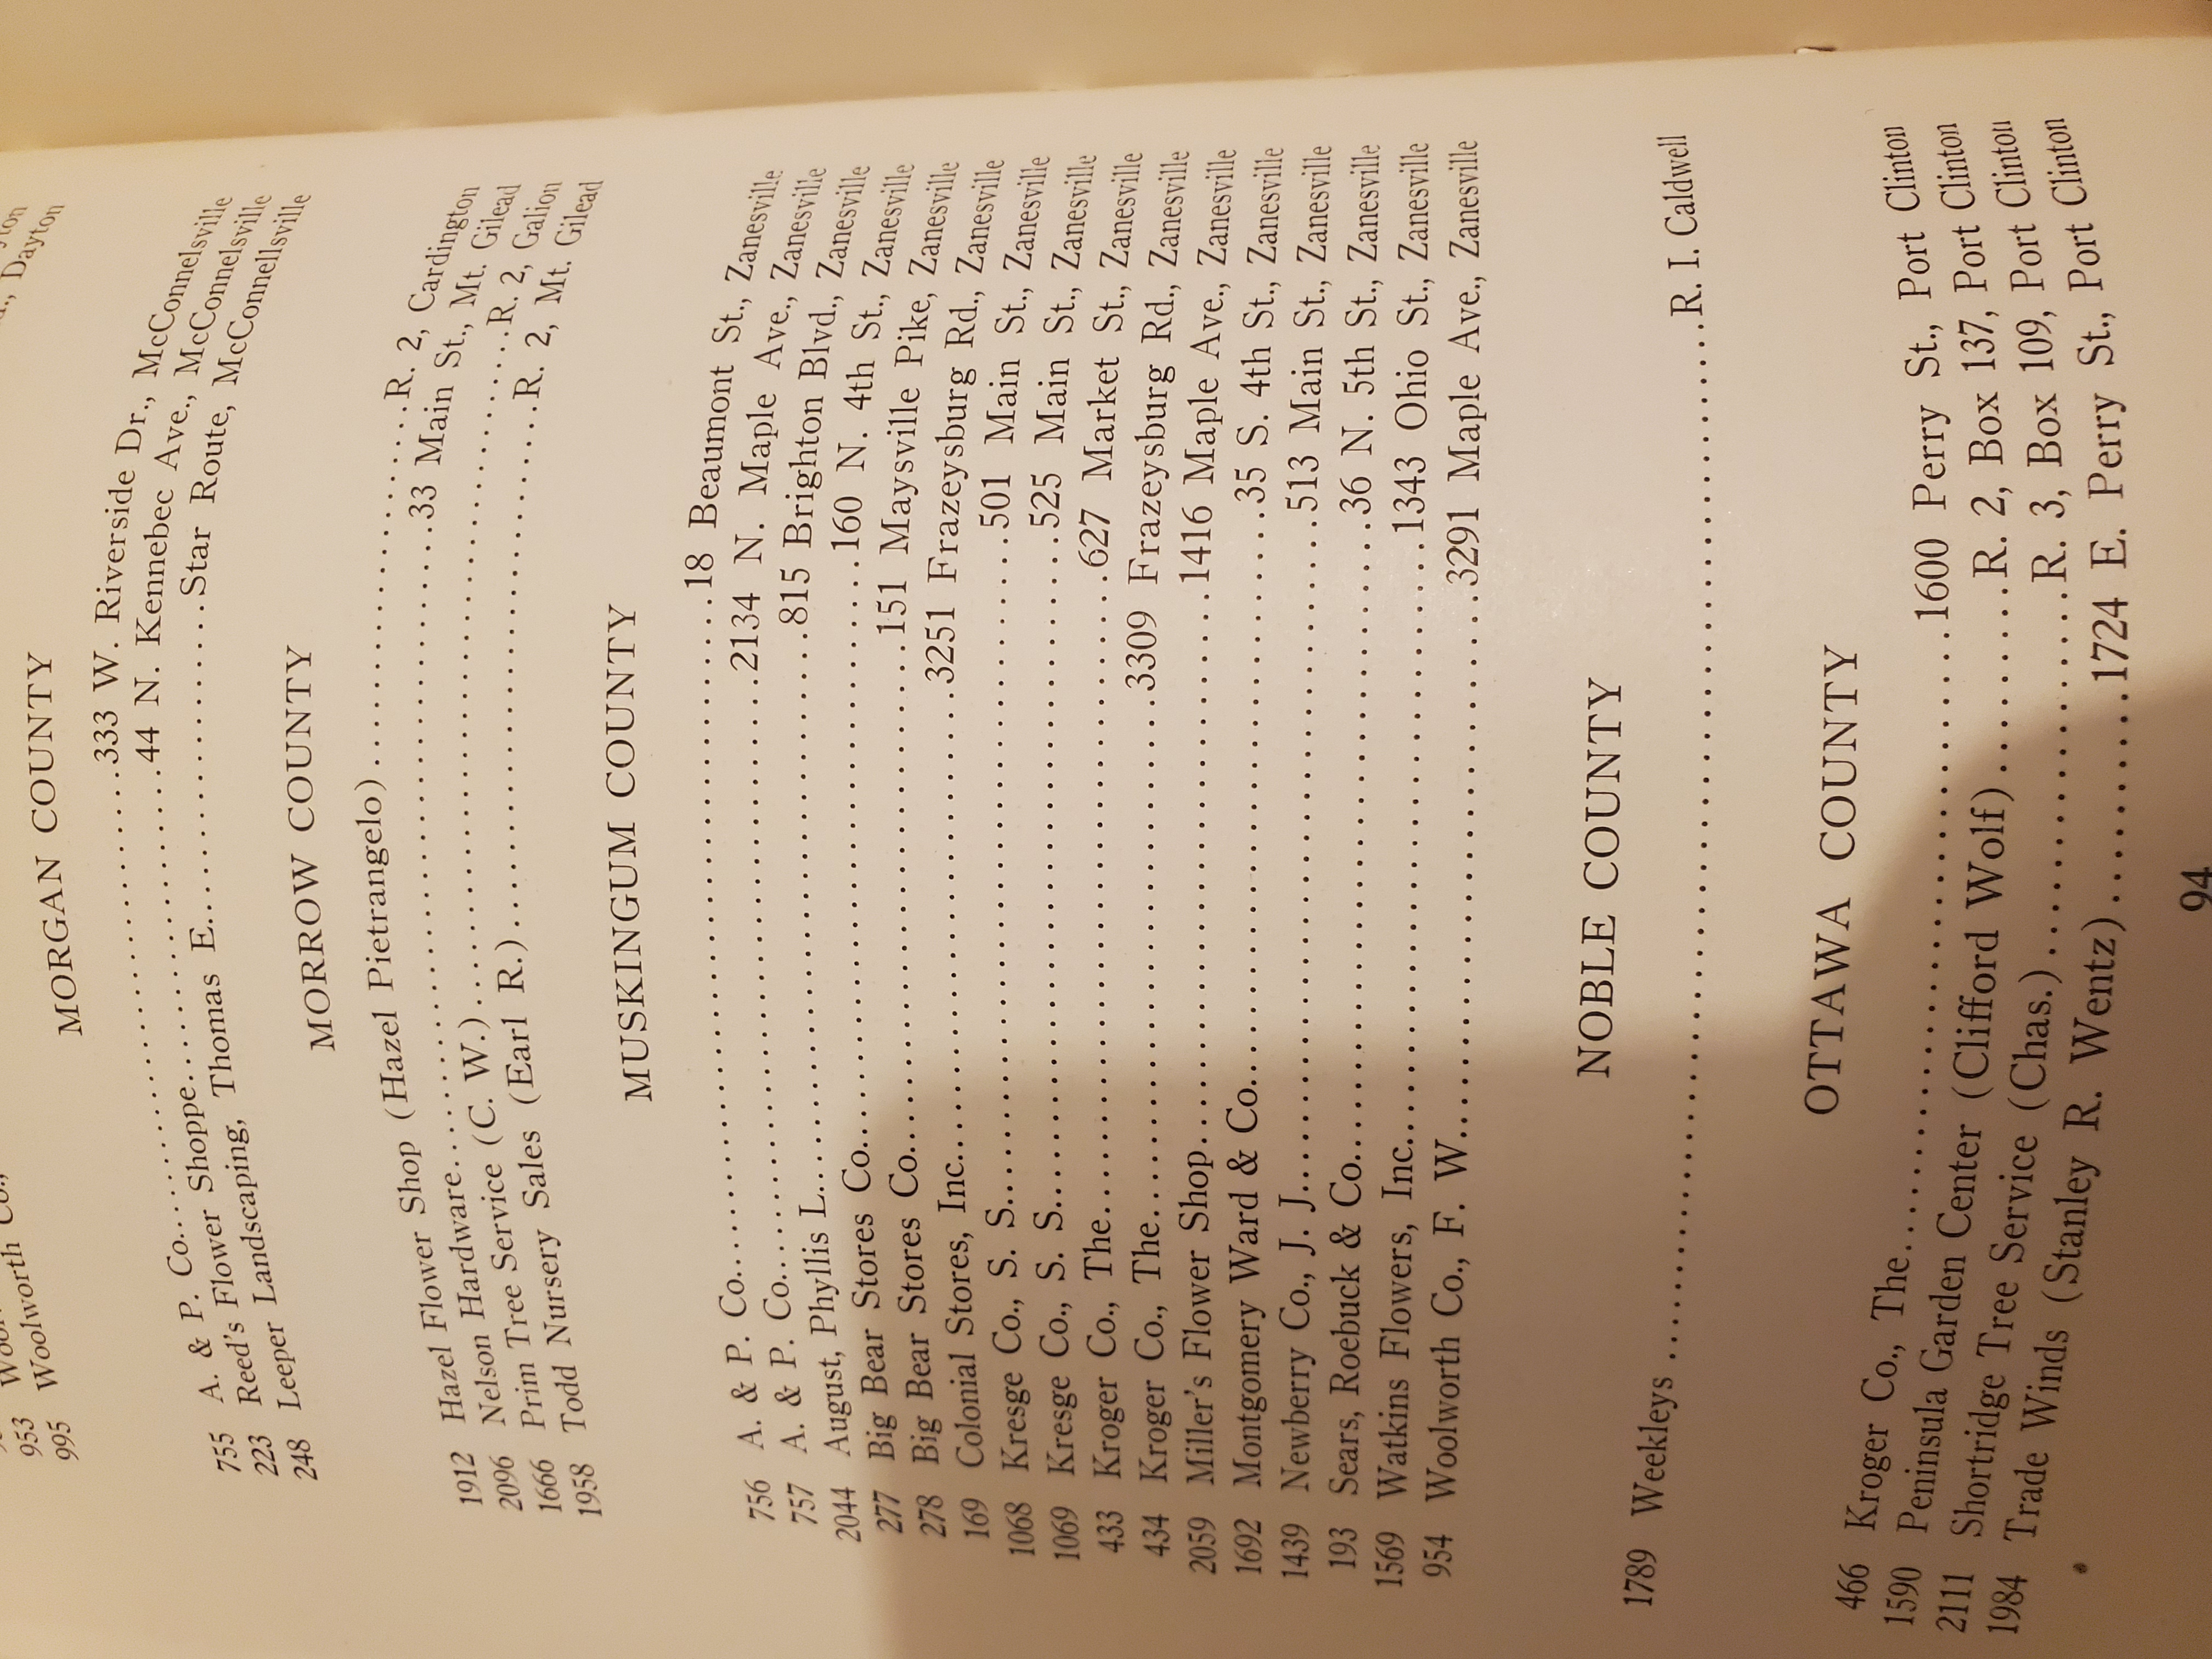 953
995 Woolworth Co., Dayton
MORGAN COUNTY
755 A. & P. Co..........333 W. Riverside Dr., McConnelsville
223 Reed's Flower Shoppe..........44 N. Kennebec Ave., McConnelsville
248 Leeper Landscaping, Thomas E..........Star Route, McConnellsville
MORROW COUNTY
1912 Hazel Flower Shop (Hazel Pietrangelo)..........R. 2, Cardington
2096 Nelson Hardware..........33 Main St., Mt. Gilead
1666 Prim Tree Service (C. W.)..........R. 2, Galion
1958 Todd Nursery Sales (Earl R.)..........R. 2, Mt. Gilead
MUSKINGUM COUNTY
756 A. & P. Co..........18 Beaumont St., Zanesville
757 A. & P. Co..........2134 N. Maple Ave., Zanesville
2044 August, Phyllis L..........815 Brighton Blvd., Zanesville
277 Big Bear Stores Co..........160 N. 4th St., Zanesville
278 Big Bear Stores Co..........151 Maysville Pike, Zanesville
169 Colonial Stores, Inc..........3251 Frazeysburg Rd., Zanesville
1068 Kresge Co., S. S..........501 Main St., Zanesville
1069 Kresge Co., S. S..........525 Main St., Zanesville
433 Kroger Co., The..........627 Market St., Zanesville
434 Kroger Co., The..........3309 Frazeysburg Rd., Zanesville
2059 Miller's Flower Shop..........1416 Maple Ave., Zanesville
1692 Montgomery Ward & Co..........35 S. 4th St., Zanesville
1439 Newberry Co., J. J..........513 Main St., Zanesville
193 Sears, Roebuck & Co..........36 N. 5th St., Zanesville
1569 Watkins Flowers, Inc..........1343 Ohio St., Zanesville
954 Woolworth Co., F. W..........3291 Maple Ave., Zanesville
NOBLE COUNTY
1789 Weekleys..........R. I. Caldwell
OTTAWA COUNTY
466 Kroger Co., The..........1600 Perry St., Port Clinton
1590 Peninsula Garden Center (Clifford Wolf)..........R. 2, Box 137, Port Clinton
2111 Shortridge Tree Service (Chas.)..........R. 3, Box 109, Port Clinton
1984 Trade Winds (Stanley R. Wentz)..........1724 E. Perry St., Port Clinton
94